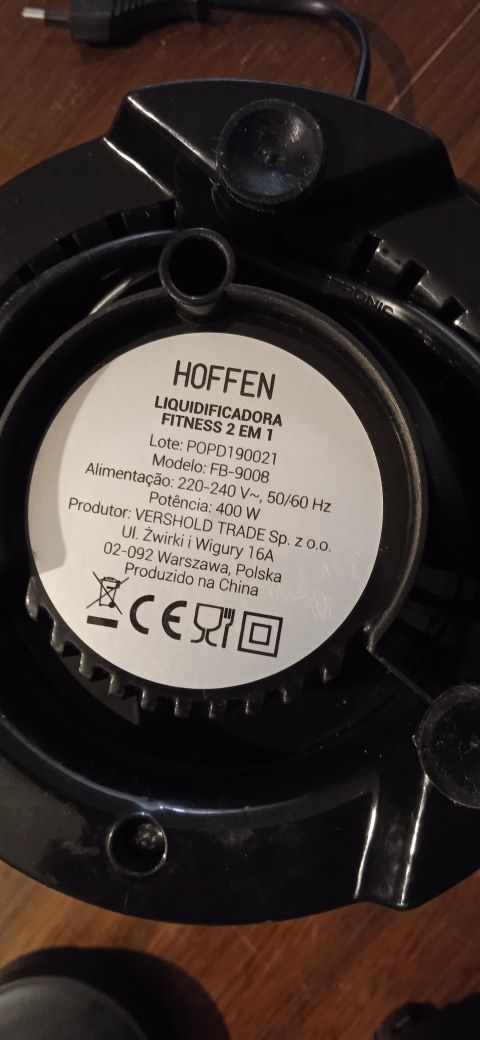 HOFFEN
LIQUIDIFICADORA
FITNESS 2 EM 1
Lote: POPD190021
Modelo: FB-9008
Alimentação: 220-240 V~, 50/60 Hz
Potência: 400 W
Produtor: VERSHOLD TRADE Sp. z o.o.
Ul. Żwirki i Wigury 16A
02-092 Warszawa, Polska
Produzido na China
CE